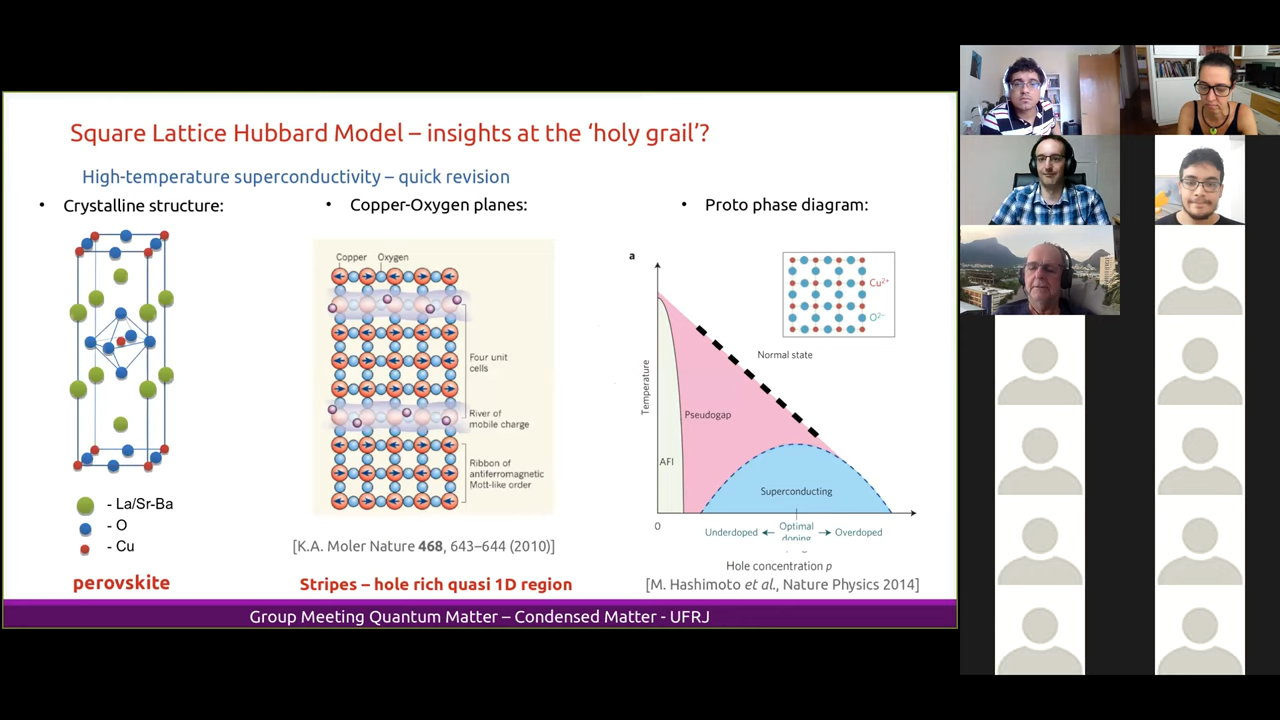 Square Lattice Hubbard Model – insights at the ‘holy grail’?
High-temperature superconductivity – quick revision
• Crystalline structure:
• Copper-Oxygen planes:
• Proto phase diagram:
Copper Oxygen
Four unit
cells
River of
mobile charge
Ribbon of
antiferromagnetic
Mott-like order
a
Cu2+
O2−
Normal state
Temperature
Pseudogap
AFI
Superconducting
0
Underdoped
Optimal
doping
Overdoped
Hole concentration p
- La/Sr-Ba
- O
- Cu
perovskite
[K.A. Moler Nature 468, 643–644 (2010)]
Stripes – hole rich quasi 1D region
[M. Hashimoto et al., Nature Physics 2014]
Group Meeting Quantum Matter – Condensed Matter - UFRJ